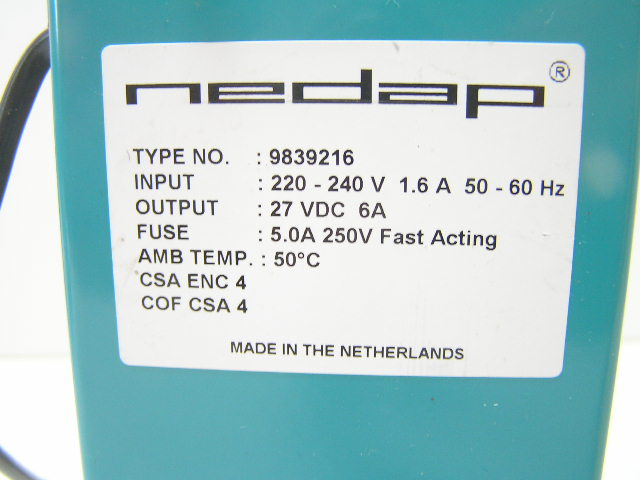 nedap®
TYPE NO. : 9839216
INPUT : 220 - 240 V 1.6 A 50 - 60 Hz
OUTPUT : 27 VDC 6A
FUSE : 5.0A 250V Fast Acting
AMB TEMP. : 50°C
CSA ENC 4
COF CSA 4
MADE IN THE NETHERLANDS